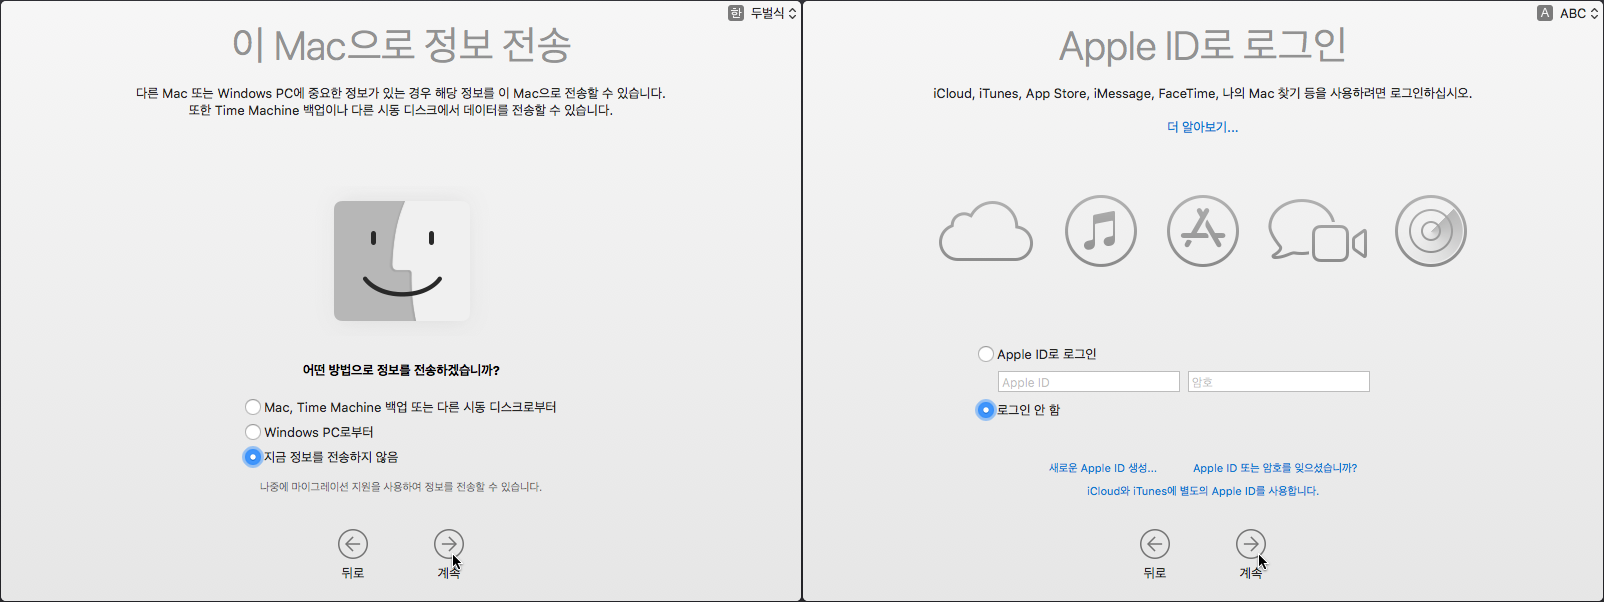 한 두벌식
이 Mac으로 정보 전송
다른 Mac 또는 Windows PC에 중요한 정보가 있는 경우 해당 정보를 이 Mac으로 전송할 수 있습니다.
또한 Time Machine 백업이나 다른 시동 디스크에서 데이터를 전송할 수 있습니다.
어떤 방법으로 정보를 전송하겠습니까?
Mac, Time Machine 백업 또는 다른 시동 디스크로부터
Windows PC로부터
지금 정보를 전송하지 않음
나중에 마이그레이션 지원을 사용하여 정보를 전송할 수 있습니다.
뒤로 계속
A ABC
Apple ID로 로그인
iCloud, iTunes, App Store, iMessage, FaceTime, 나의 Mac 찾기 등을 사용하려면 로그인하십시오.
더 알아보기...
Apple ID로 로그인
Apple ID 암호
로그인 안 함
새로운 Apple ID 생성... Apple ID 또는 암호를 잊으셨습니까?
iCloud와 iTunes에 별도의 Apple ID를 사용합니다.
뒤로 계속